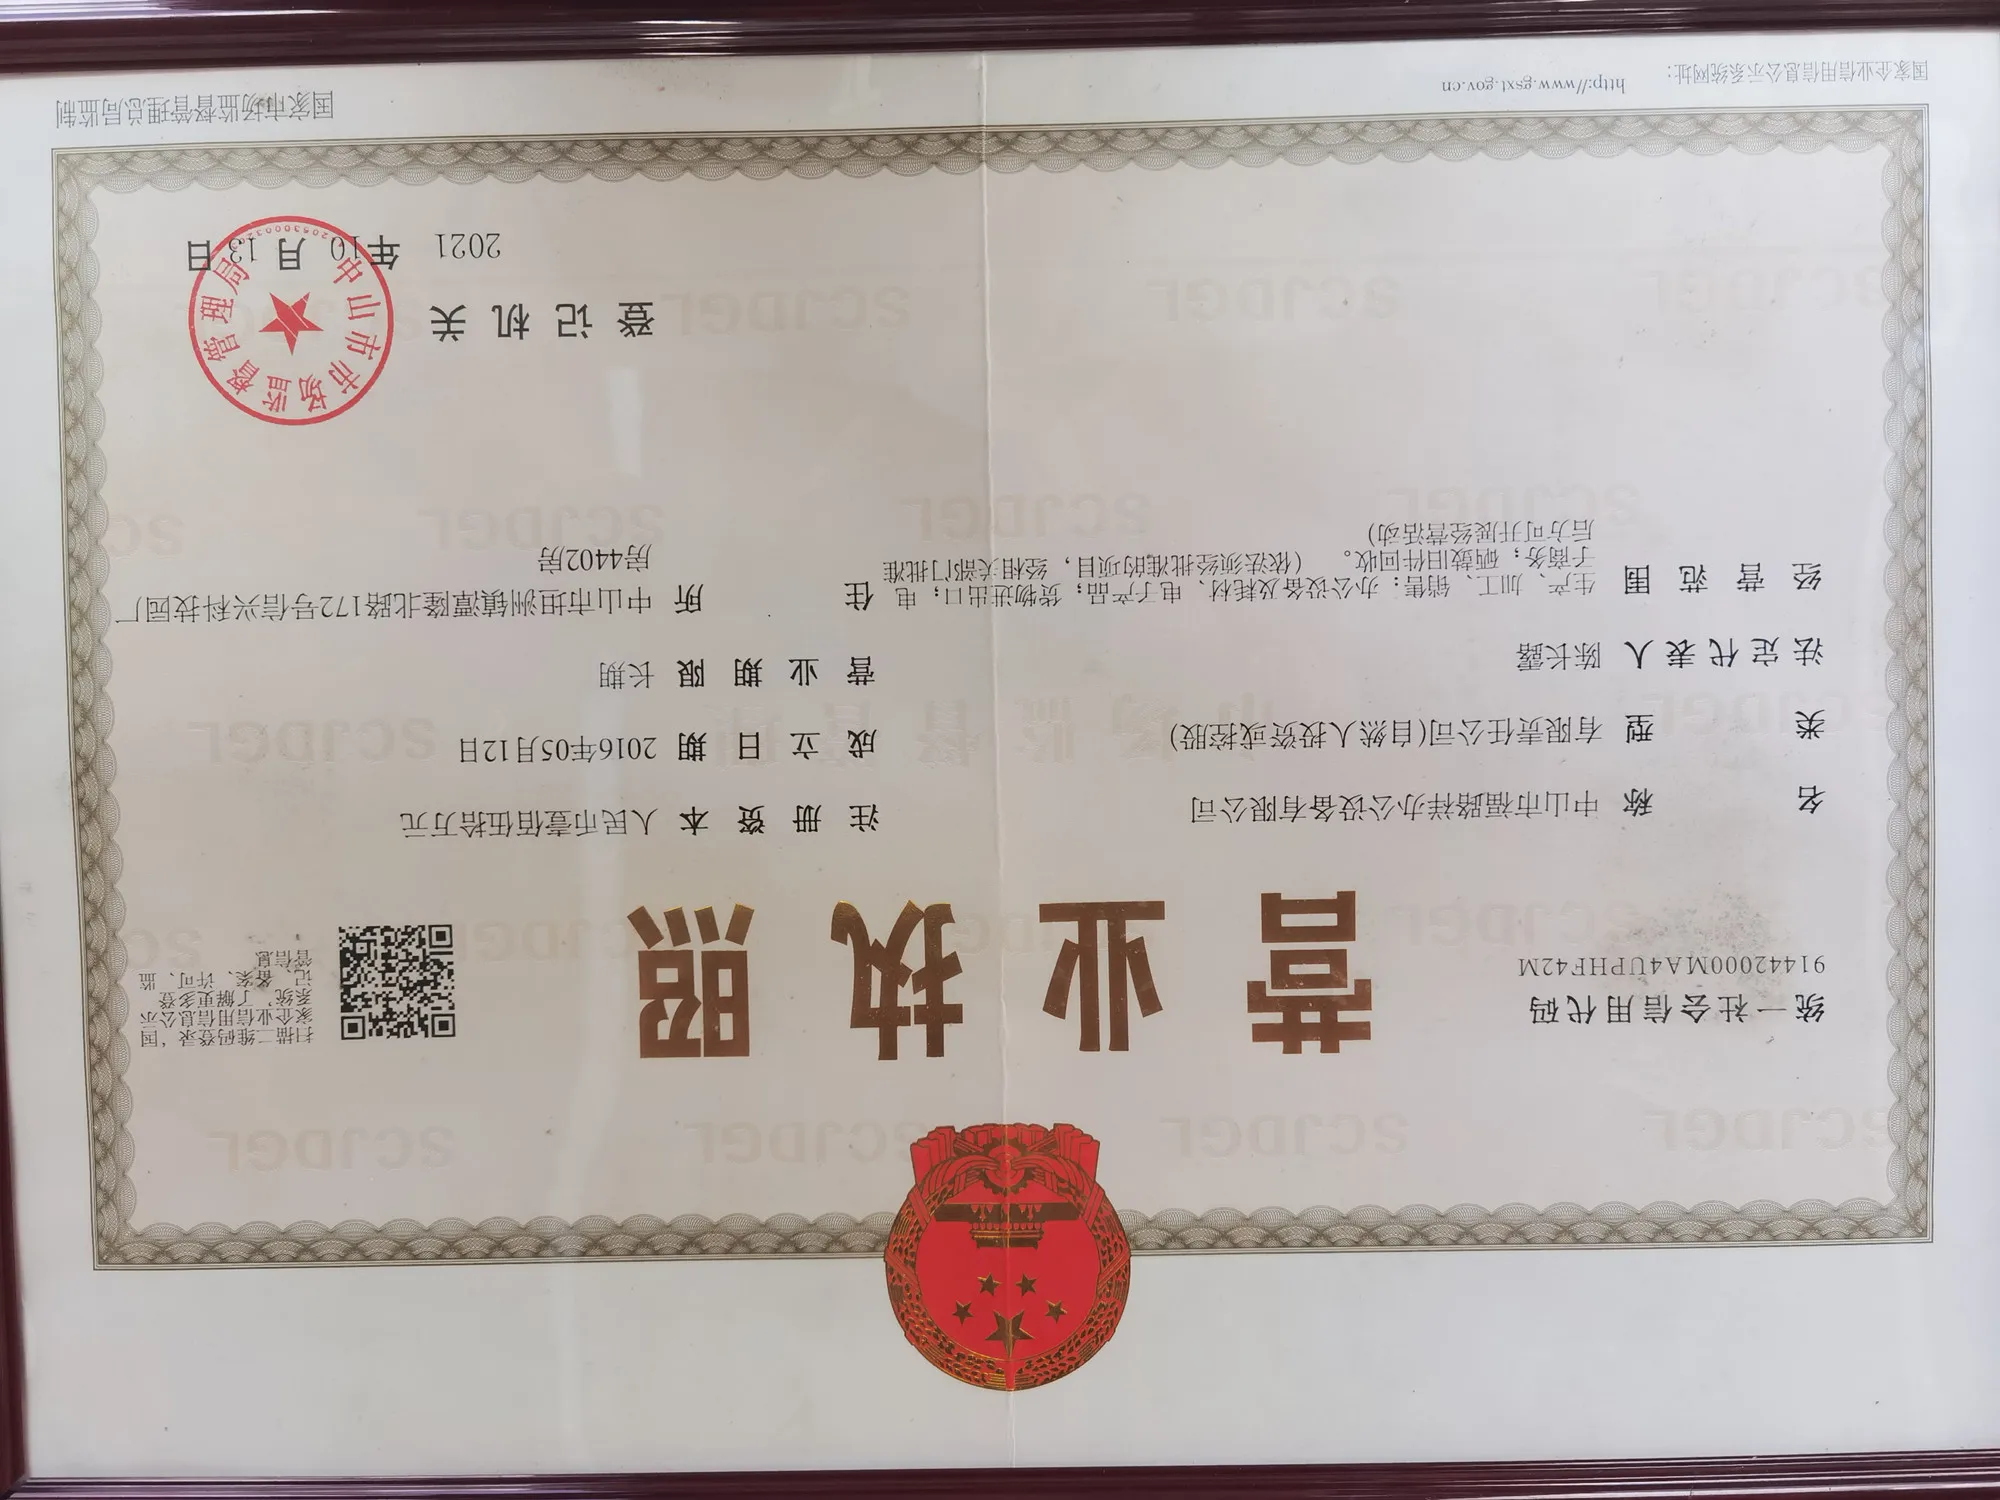 营业执照
统一社会信用代码
91442000MA4UPHF42M
扫描二维码登录'国
家企业信用信息公示
系统'了解更多登
记、备案、许可、监
管信息
名称 中山市福路祥办公设备有限公司
类型 有限责任公司(自然人投资或控股)
法定代表人 陈长露
经营范围 生产、加工、销售：办公设备及耗材、电子产品；货物进出口；电
子商务；硒鼓旧件回收。（依法须经批准的项目，经相关部门批准
后方可开展经营活动)
注册资本 人民币壹佰伍拾万元
成立日期 2016年05月12日
营业期限 长期
住所 中山市坦洲镇潭隆北路172号信兴科技园厂
房4402房
登记机关
中山市市场监督管理局
2021年10月13日
国家企业信用信息公示系统网址：http://www.gsxt.gov.cn
国家市场监督管理总局监制
SCJDGL